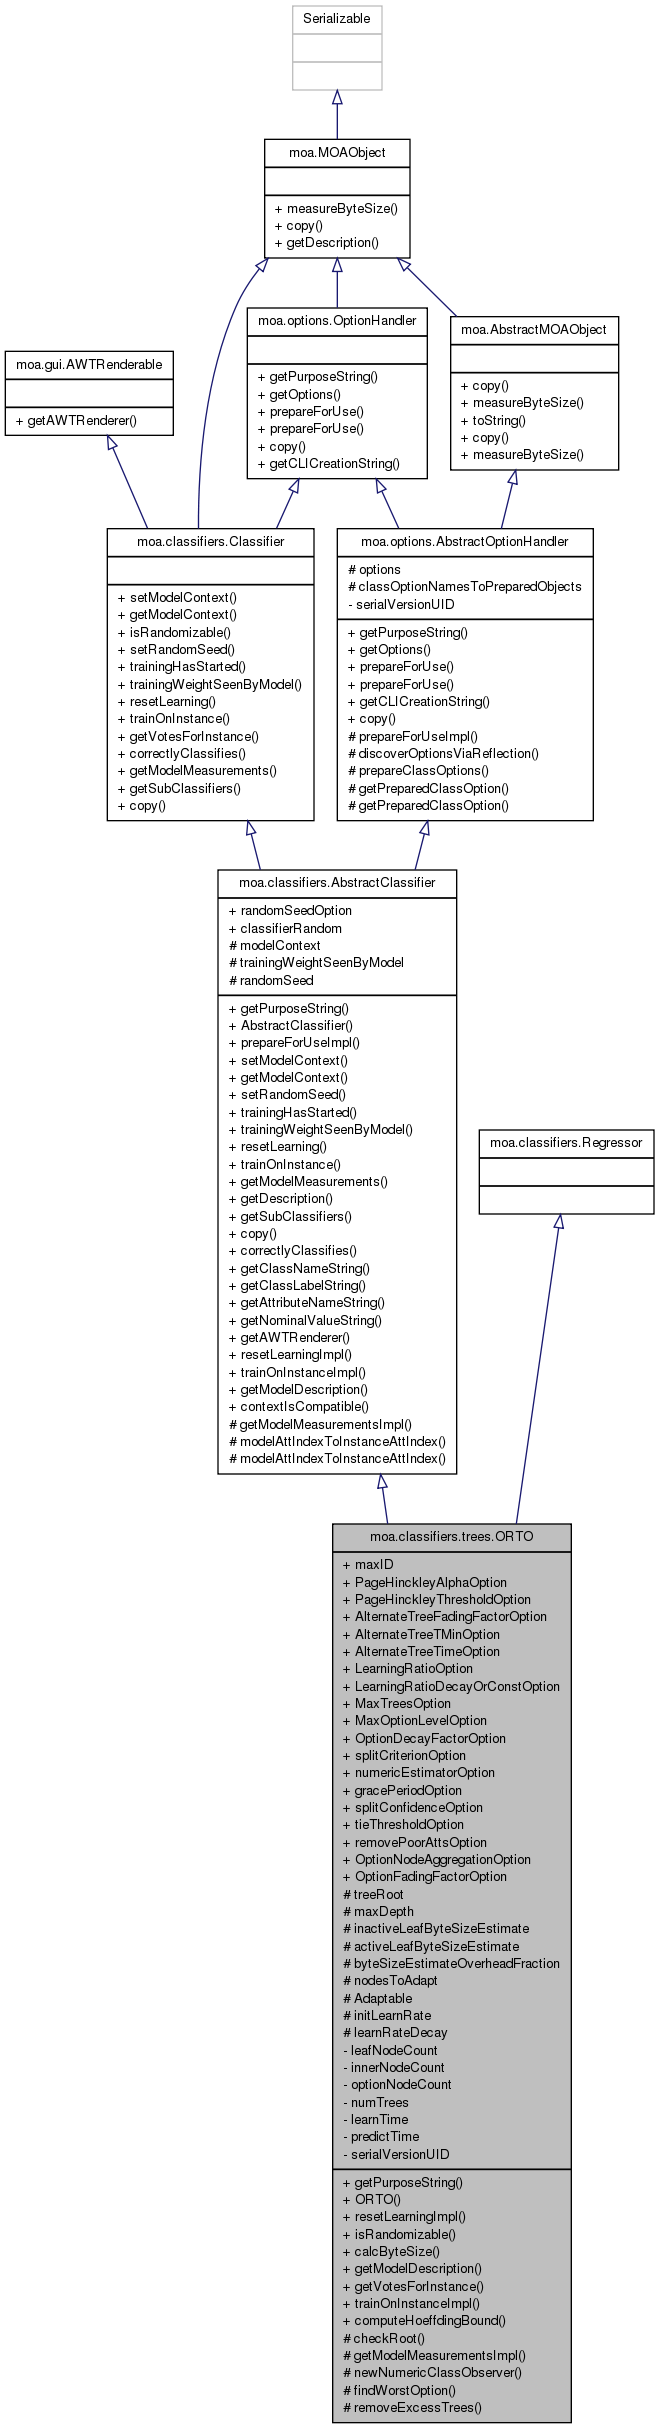 Serializable
moa.MOAObject
+ measureByteSize()
+ copy()
+ getDescription()
moa.options.OptionHandler
+ getPurposeString()
+ getOptions()
+ prepareForUse()
+ prepareForUse()
+ copy()
+ getCLICreationString()
moa.AbstractMOAObject
+ copy()
+ measureByteSize()
+ toString()
+ copy()
+ measureByteSize()
moa.gui.AWTRenderable
+ getAWTRenderer()
moa.classifiers.Classifier
+ setModelContext()
+ getModelContext()
+ isRandomizable()
+ setRandomSeed()
+ trainingHasStarted()
+ trainingWeightSeenByModel()
+ resetLearning()
+ trainOnInstance()
+ getVotesForInstance()
+ correctlyClassifies()
+ getModelMeasurements()
+ getSubClassifiers()
+ copy()
moa.options.AbstractOptionHandler
# options
# classOptionNamesToPreparedObjects
- serialVersionUID
+ getPurposeString()
+ getOptions()
+ prepareForUse()
+ prepareForUse()
+ getCLICreationString()
+ copy()
# prepareForUseImpl()
# discoverOptionsViaReflection()
# prepareClassOptions()
# getPreparedClassOption()
# getPreparedClassOption()
moa.classifiers.AbstractClassifier
+ randomSeedOption
+ classifierRandom
# modelContext
# trainingWeightSeenByModel
# randomSeed
+ getPurposeString()
+ AbstractClassifier()
+ prepareForUseImpl()
+ setModelContext()
+ getModelContext()
+ setRandomSeed()
+ trainingHasStarted()
+ trainingWeightSeenByModel()
+ resetLearning()
+ trainOnInstance()
+ getModelMeasurements()
+ getDescription()
+ getSubClassifiers()
+ copy()
+ correctlyClassifies()
+ getClassNameString()
+ getClassLabelString()
+ getAttributeNameString()
+ getNominalValueString()
+ getAWTRenderer()
+ resetLearningImpl()
+ trainOnInstanceImpl()
+ getModelDescription()
+ contextIsCompatible()
# getModelMeasurementsImpl()
# modelAttIndexToInstanceAttIndex()
# modelAttIndexToInstanceAttIndex()
moa.classifiers.Regressor
moa.classifiers.trees.ORTO
+ maxID
+ PageHinckleyAlphaOption
+ PageHinckleyThresholdOption
+ AlternateTreeFadingFactorOption
+ AlternateTreeTMinOption
+ AlternateTreeTimeOption
+ LearningRatioOption
+ LearningRatioDecayOrConstOption
+ MaxTreesOption
+ MaxOptionLevelOption
+ OptionDecayFactorOption
+ splitCriterionOption
+ numericEstimatorOption
+ gracePeriodOption
+ splitConfidenceOption
+ tieThresholdOption
+ removePoorAttsOption
+ OptionNodeAggregationOption
+ OptionFadingFactorOption
# treeRoot
# maxDepth
# inactiveLeafByteSizeEstimate
# activeLeafByteSizeEstimate
# byteSizeEstimateOverheadFraction
# nodesToAdapt
# Adaptable
# initLearnRate
# learnRateDecay
- leafNodeCount
- innerNodeCount
- optionNodeCount
- numTrees
- learnTime
- predictTime
- serialVersionUID
+ getPurposeString()
+ ORTO()
+ resetLearningImpl()
+ isRandomizable()
+ calcByteSize()
+ getModelDescription()
+ getVotesForInstance()
+ trainOnInstanceImpl()
+ computeHoeffdingBound()
# checkRoot()
# getModelMeasurementsImpl()
# newNumericClassObserver()
# findWorstOption()
# removeExcessTrees()